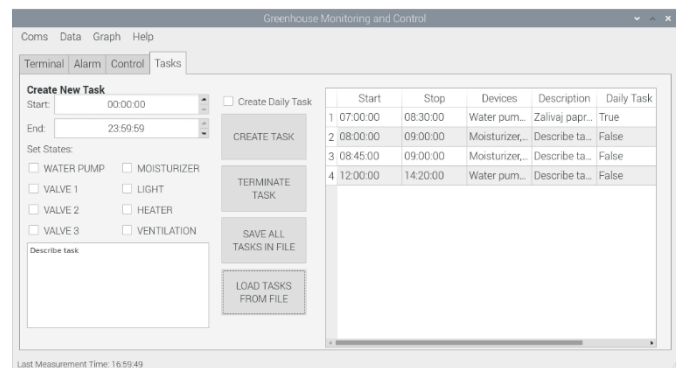 Greenhouse Monitoring and Control
Coms Data Graph Help
Terminal Alarm Control Tasks
Create New Task
Start: 00:00:00
End: 23:59:59
Set States:
WATER PUMP MOISTURIZER
VALVE 1 LIGHT
VALVE 2 HEATER
VALVE 3 VENTILATION
Describe task
Create Daily Task
CREATE TASK
TERMINATE
TASK
SAVE ALL
TASKS IN FILE
LOAD TASKS
FROM FILE
Start Stop Devices Description Daily Task
1 07:00:00 08:30:00 Water pum... Zalivaj papr... True
2 08:00:00 09:00:00 Moisturizer,... Describe ta... False
3 08:45:00 09:00:00 Moisturizer,... Describe ta... False
4 12:00:00 14:20:00 Water pum... Describe ta... False
Last Measurement Time: 16:59:49